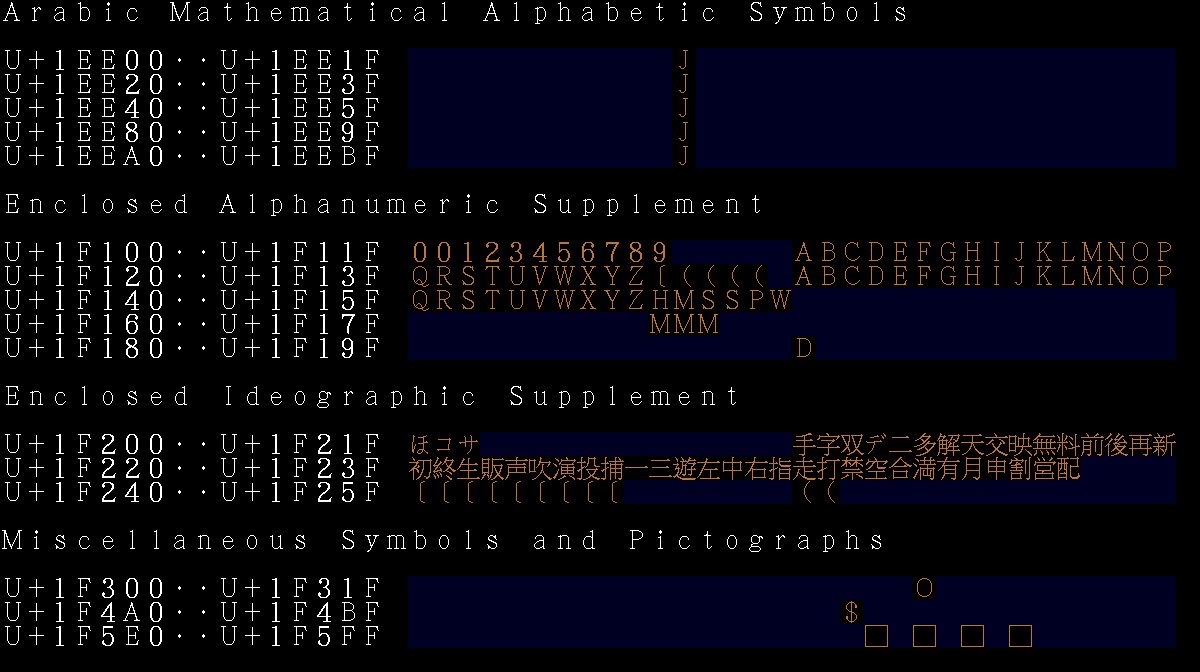 Arabic Mathematical Alphabetic Symbols
U+1EE00··U+1EE1F J
U+1EE20··U+1EE3F J
U+1EE40··U+1EE5F J
U+1EE80··U+1EE9F J
U+1EEA0··U+1EEBF J
Enclosed Alphanumeric Supplement
U+1F100··U+1F11F 00123456789 ABCDEFGHIJKLMNOP
U+1F120··U+1F13F QRSTUVWXYZ[(((( ABCDEFGHIJKLMNOP
U+1F140··U+1F15F QRSTUVWXYZHMSSPW
U+1F160··U+1F17F MMM
U+1F180··U+1F19F D
Enclosed Ideographic Supplement
U+1F200··U+1F21F ほコサ 手字双デ二多解天交映無料前後再新
U+1F220··U+1F23F 初終生販声吹演投捕一三遊左中右指走打禁空合満有月申割営配
U+1F240··U+1F25F [[[[[[[[[ ((
Miscellaneous Symbols and Pictographs
U+1F300··U+1F31F O
U+1F4A0··U+1F4BF $
U+1F5E0··U+1F5FF □ □ □ □